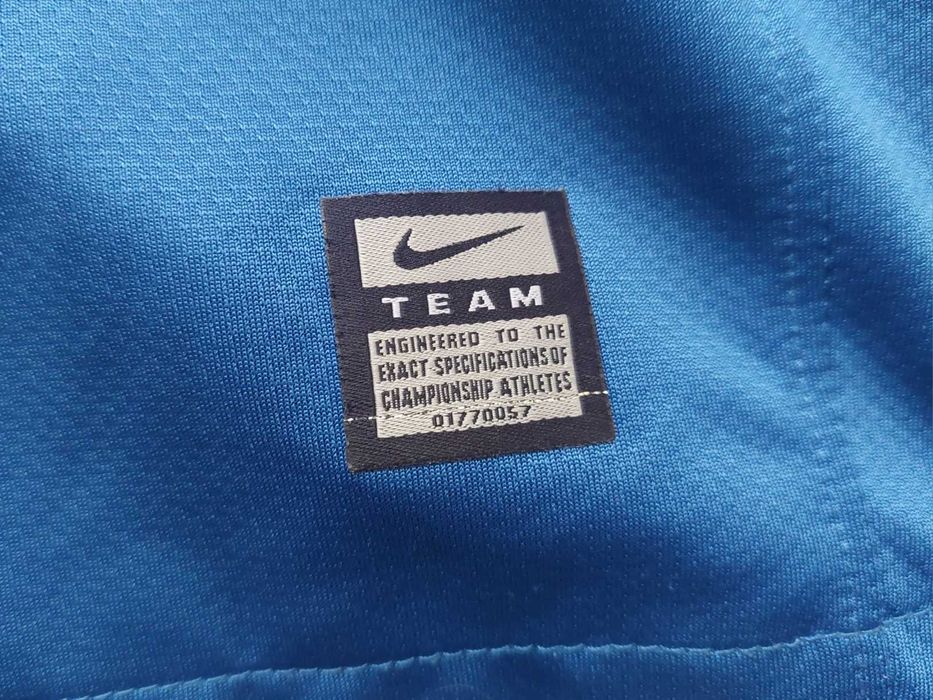 TEAM
ENGINEERED TO THE
EXACT SPECIFICATIONS OF
CHAMPIONSHIP ATHLETES
01770057